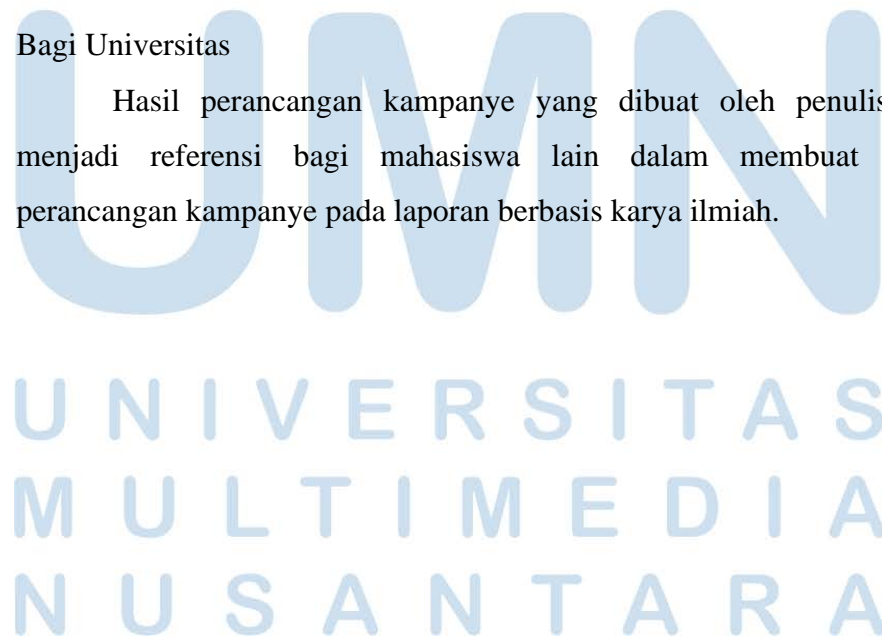 Bagi Universitas
Hasil perancangan kampanye yang dibuat oleh penulis
menjadi referensi bagi mahasiswa lain dalam membuat
perancangan kampanye pada laporan berbasis karya ilmiah.
UMN
UNIVERSITAS
MULTIMEDIA
NUSANTARA